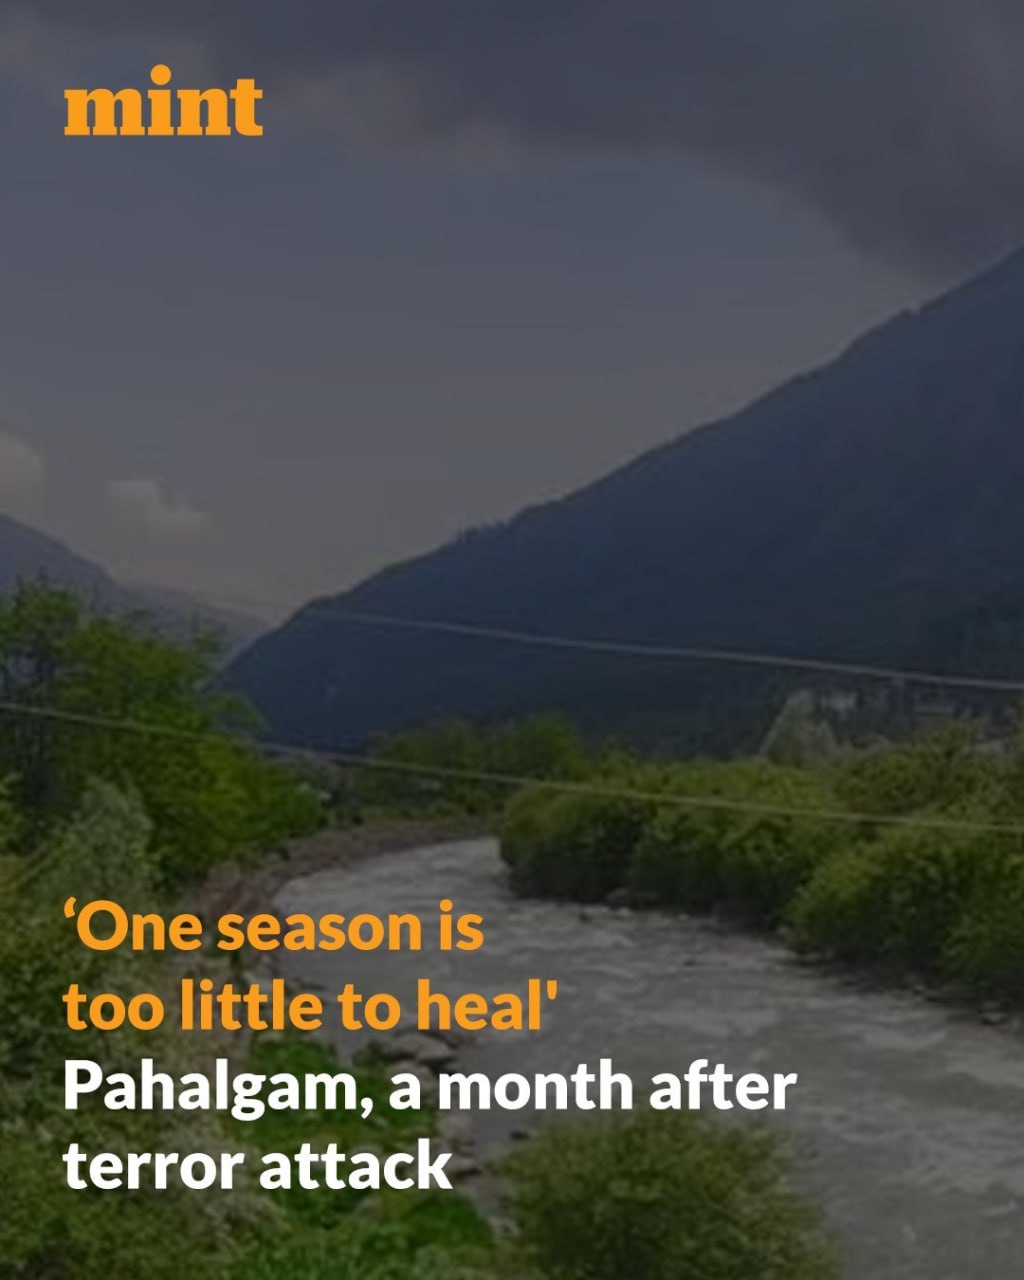 mint
‘One season is
too little to heal'
Pahalgam, a month after
terror attack